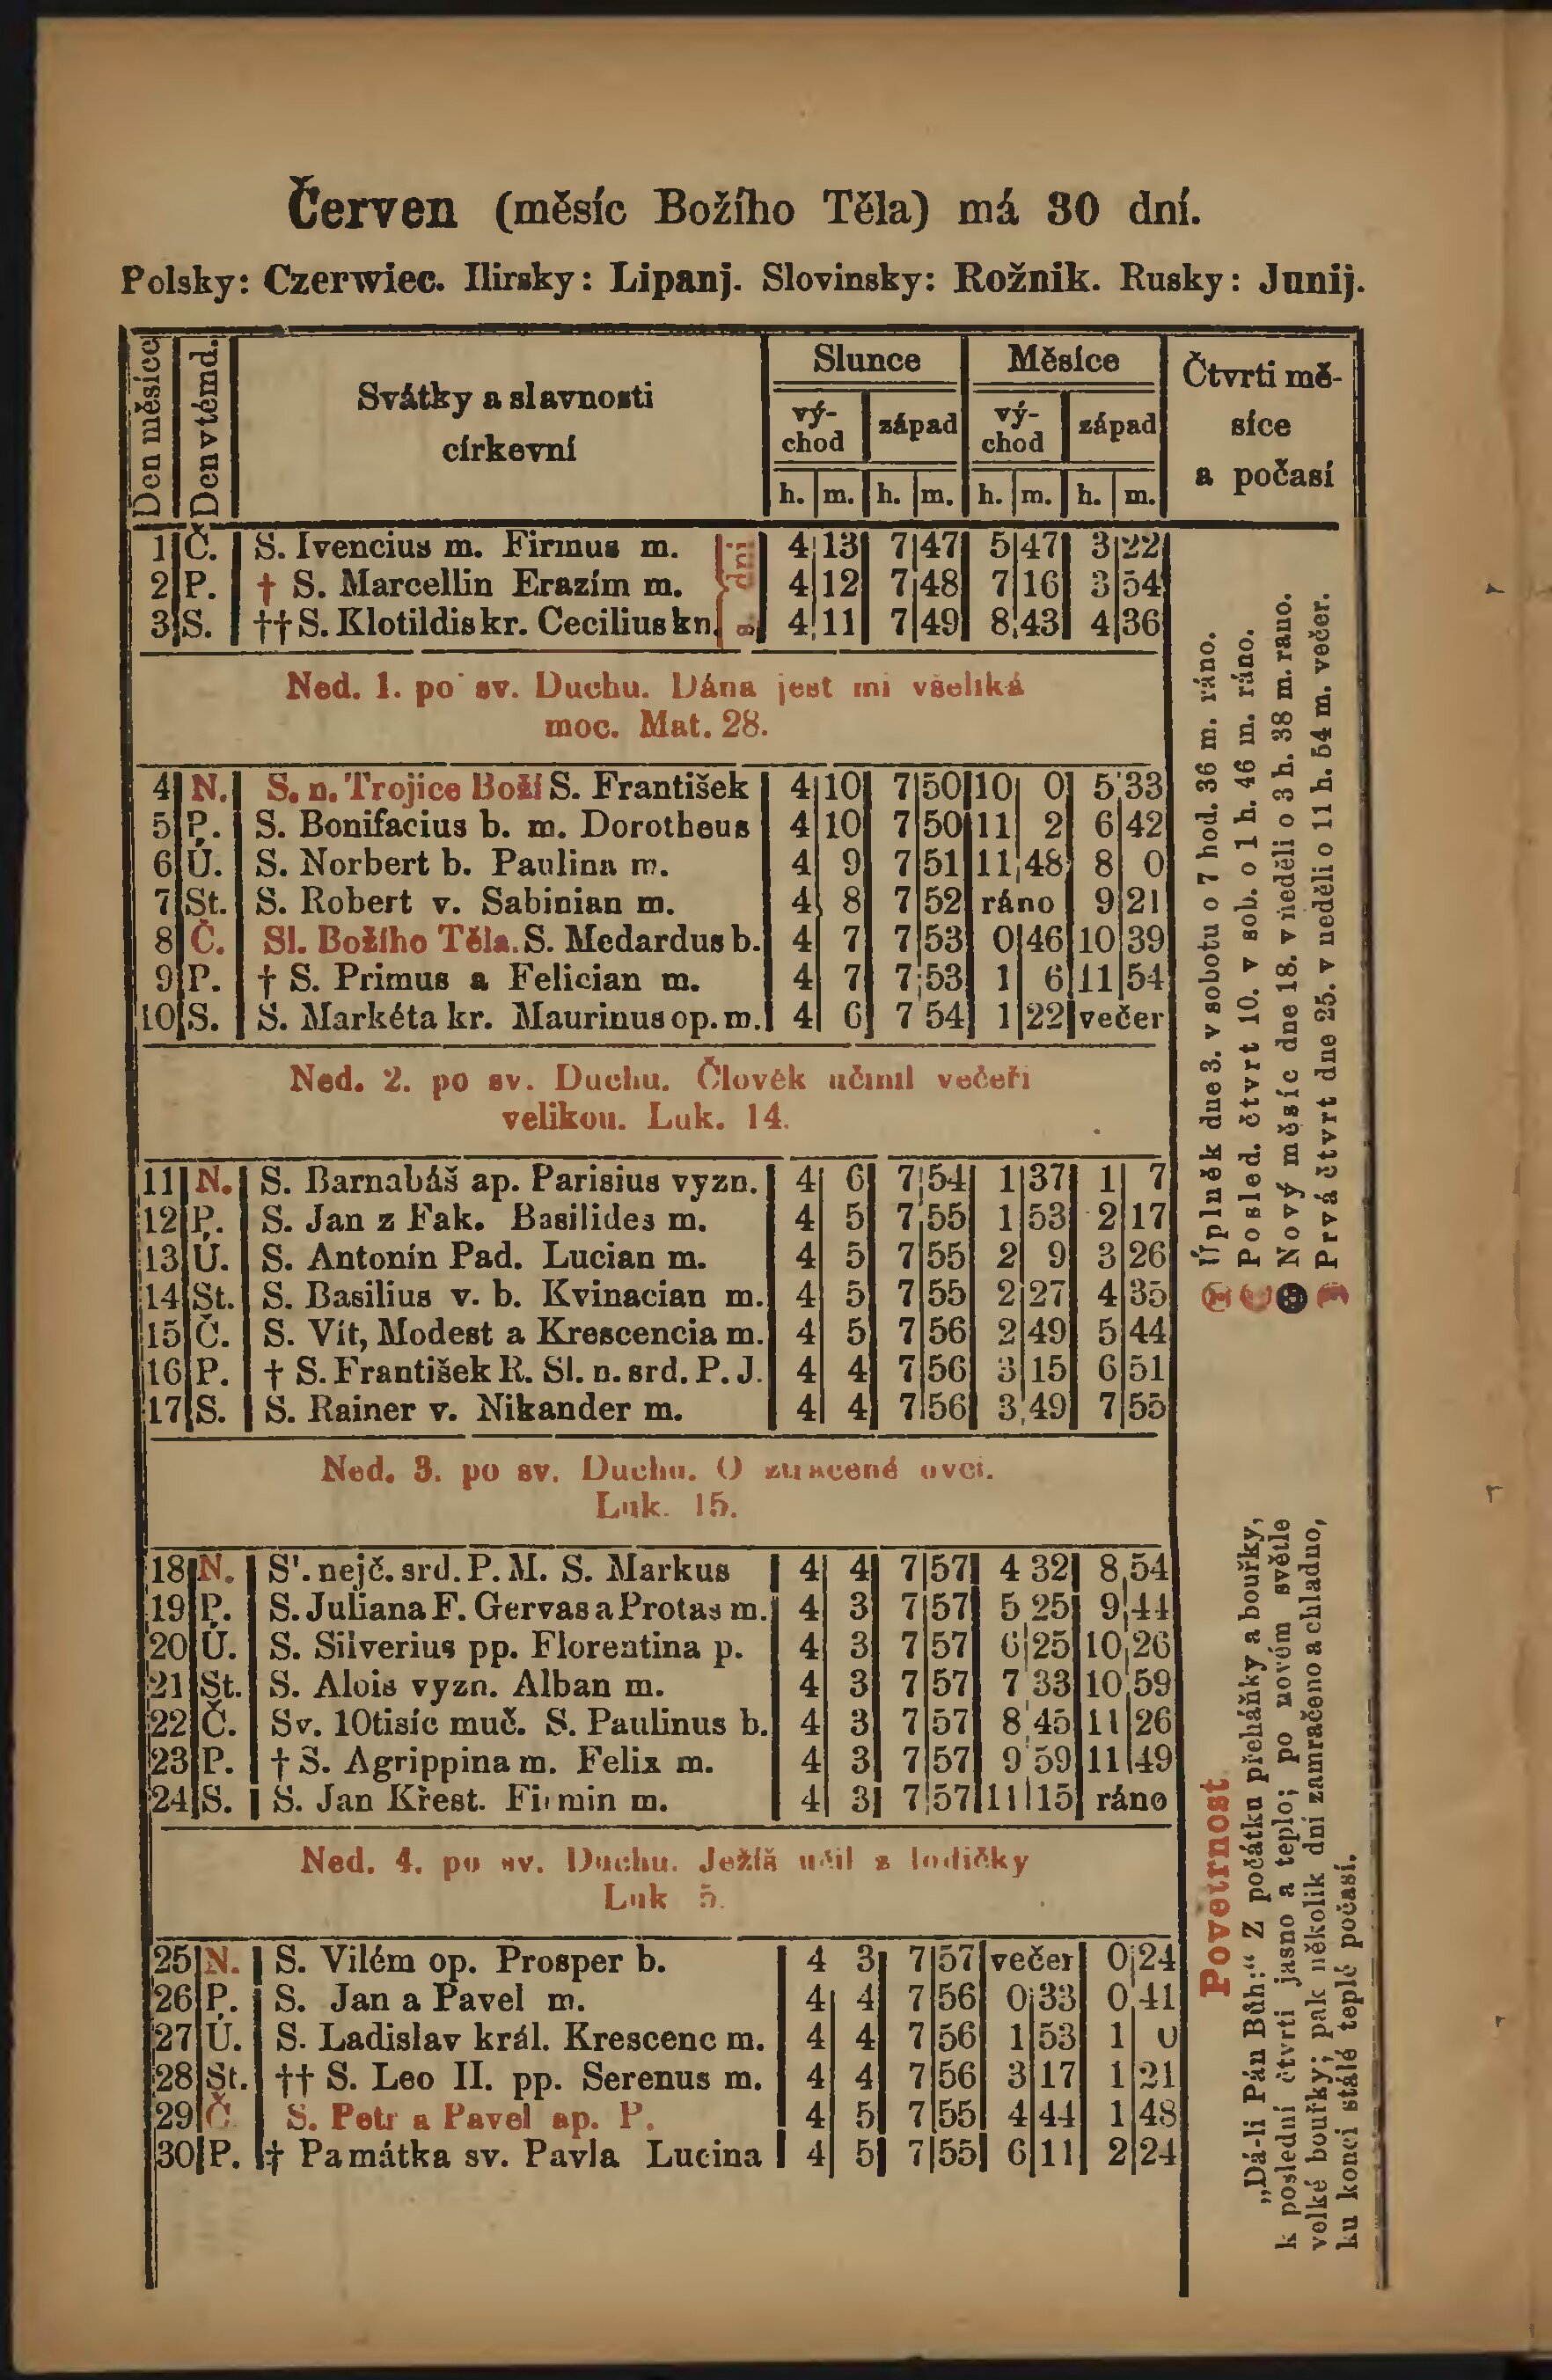 Červen (měsíc Božího Těla) má 30 dní.
Polsky: Czerwiec. Ilirsky: Lipanj. Slovinsky: Rožnik. Rusky: Junij.
Den měsíce
Den v témd.
Svátky a slavnosti
církevní
Slunce
Měsíce
Čtvrti mě-
síce
a počasí
vý-
chod
západ
vý-
chod
západ
h. m. h. m. h. m. h. m.
1 Č. S. Ivencius m. Firmus m. 4 13 7 47 5 47 3 22
2 P. † S. Marcellin Erazím m. 4 12 7 48 7 16 3 54
3 S. †† S. Klotildis kr. Cecilius kn. 4 11 7 49 8 43 4 36
s. dni
Ned. 1. po sv. Duchu. Dána jest mi všeliká
moc. Mat. 28.
4 N. S. n. Trojice Boží S. František 4 10 7 50 10 0 5 33
5 P. S. Bonifacius b. m. Dorotheus 4 10 7 50 11 2 6 42
6 Ú. S. Norbert b. Paulina m. 4 9 7 51 11 48 8 0
7 St. S. Robert v. Sabinian m. 4 8 7 52 ráno 9 21
8 Č. Sl. Božího Těla. S. Medardus b. 4 7 7 53 0 46 10 39
9 P. † S. Primus a Felician m. 4 7 7 53 1 6 11 54
10 S. S. Markéta kr. Maurinus op. m. 4 6 7 54 1 22 večer
Ned. 2. po sv. Duchu. Člověk učinil večeři
velikou. Luk. 14.
11 N. S. Barnabáš ap. Parisius vyzn. 4 6 7 54 1 37 1 7
12 P. S. Jan z Fak. Basilides m. 4 5 7 55 1 53 2 17
13 Ú. S. Antonín Pad. Lucian m. 4 5 7 55 2 9 3 26
14 St. S. Basilius v. b. Kvinacian m. 4 5 7 55 2 27 4 35
15 Č. S. Vít, Modest a Krescencia m. 4 5 7 56 2 49 5 44
16 P. † S. František R. Sl. n. srd. P. J. 4 4 7 56 3 15 6 51
17 S. S. Rainer v. Nikander m. 4 4 7 56 3 49 7 55
Ned. 3. po sv. Duchu. O ztracené ovci.
Luk. 15.
18 N. S'. nejč. srd. P. M. S. Markus 4 4 7 57 4 32 8 54
19 P. S. Juliana F. Gervas a Protas m. 4 3 7 57 5 25 9 44
20 Ú. S. Silverius pp. Florentina p. 4 3 7 57 6 25 10 26
21 St. S. Alois vyzn. Alban m. 4 3 7 57 7 33 10 59
22 Č. Sv. 10tisíc muč. S. Paulinus b. 4 3 7 57 8 45 11 26
23 P. † S. Agrippina m. Felix m. 4 3 7 57 9 59 11 49
24 S. S. Jan Křest. Firmin m. 4 3 7 57 11 15 ráno
Ned. 4. po sv. Duchu. Ježíš učil z lodičky
Luk 5.
25 N. S. Vilém op. Prosper b. 4 3 7 57 večer 0 24
26 P. S. Jan a Pavel m. 4 4 7 56 0 33 0 41
27 Ú. S. Ladislav král. Krescenc m. 4 4 7 56 1 53 1 0
28 St. †† S. Leo II. pp. Serenus m. 4 4 7 56 3 17 1 21
29 Č. S. Petr a Pavel ap. P. 4 5 7 55 4 44 1 48
30 P. † Památka sv. Pavla Lucina 4 5 7 55 6 11 2 24
Úplněk dne 3. v sobotu o 7 hod. 36 m. ráno.
Posled. čtvrt 10. v sob. o 1 h. 46 m. ráno.
Nový měsíc dne 18. v neděli o 3 h. 38 m. ráno.
Prvá čtvrt dne 25. v neděli o 11 h. 54 m. večer.
Povetrnost
„Dá-li Pán Bůh:“ Z počátku přeháňky a bouřky,
k poslední čtvrti jasno a teplo; po novém světle
velké bouřky; pak několik dní zamračeno a chladno,
ku konci stálé teplé počasí.